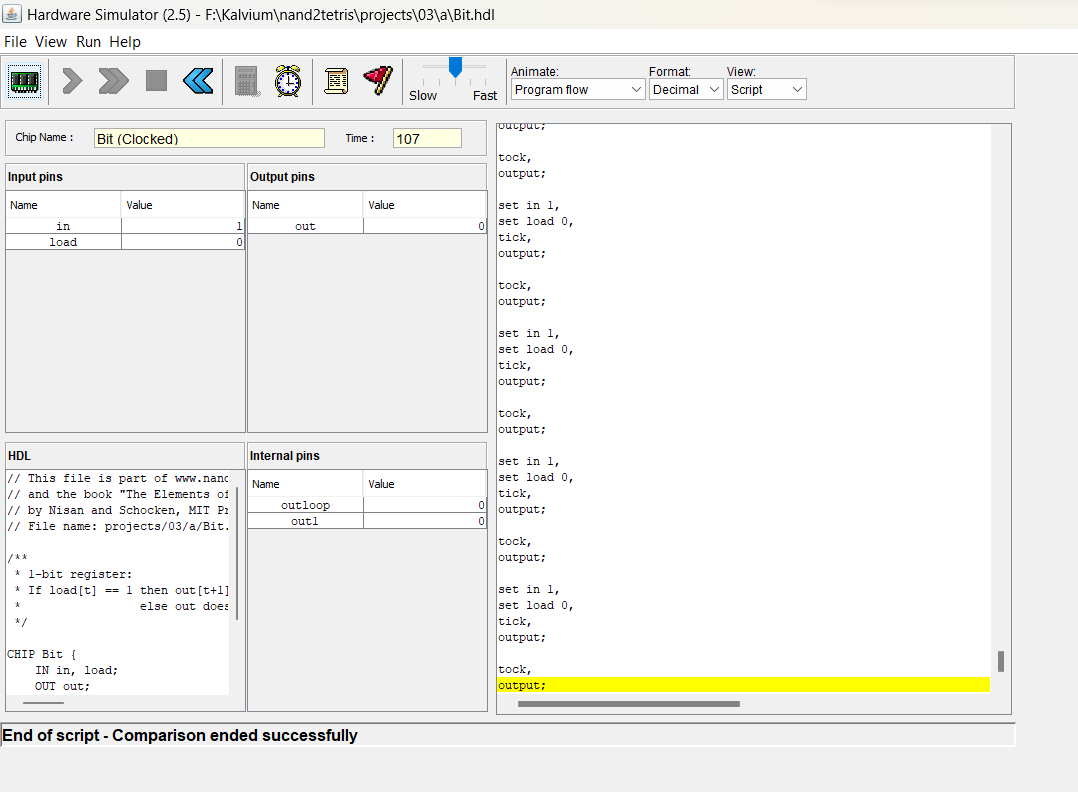 Hardware Simulator (2.5) - F:\Kalvium\nand2tetris\projects\03\a\Bit.hdl
File View Run Help
Slow Fast
Animate: Format: View:
Program flow Decimal Script
Chip Name : Bit (Clocked) Time : 107
Input pins
Name Value
in 1
load 0
Output pins
Name Value
out 0
HDL
// This file is part of www.nand
// and the book "The Elements of
// by Nisan and Schocken, MIT Pr
// File name: projects/03/a/Bit.
/**
* 1-bit register:
* If load[t] == 1 then out[t+1]
* else out does
*/
CHIP Bit {
IN in, load;
OUT out;
Internal pins
Name Value
outloop 0
out1 0
output;
tock,
output;
set in 1,
set load 0,
tick,
output;
tock,
output;
set in 1,
set load 0,
tick,
output;
tock,
output;
set in 1,
set load 0,
tick,
output;
tock,
output;
set in 1,
set load 0,
tick,
output;
tock,
output;
End of script - Comparison ended successfully